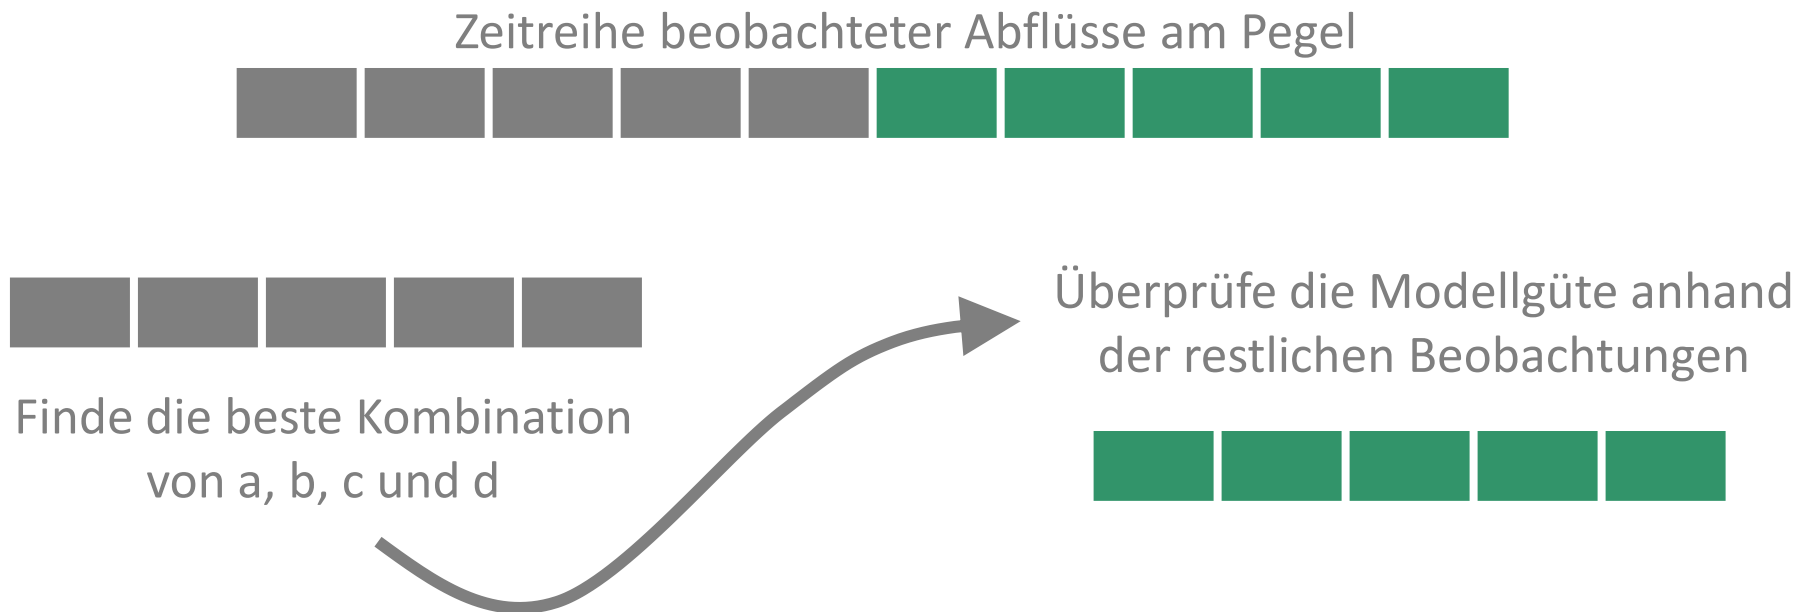 Zeitreihe beobachteter Abflüsse am Pegel
Finde die beste Kombination
von a, b, c und d
Überprüfe die Modellgüte anhand
der restlichen Beobachtungen